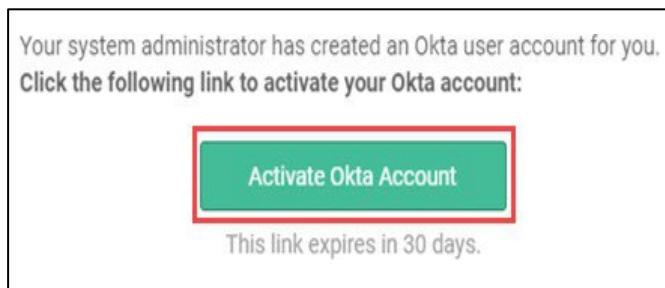 Your system administrator has created an Okta user account for you.
Click the following link to activate your Okta account:
Activate Okta Account
This link expires in 30 days.